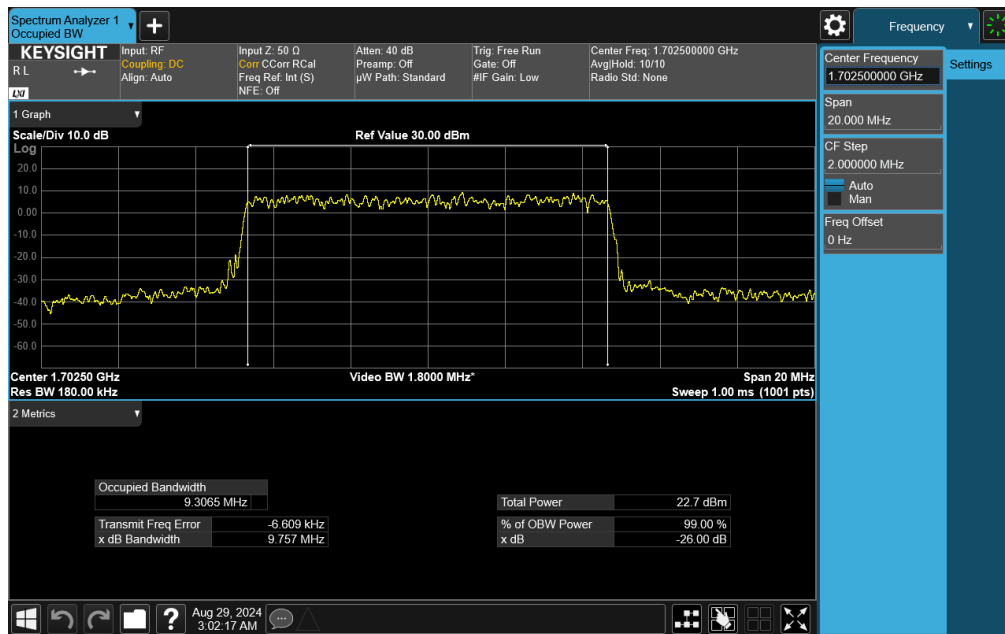 Spectrum Analyzer 1
Occupied BW
Frequency
KEYSIGHT
R L
LXI
Input: RF
Coupling: DC
Align: Auto
Input Z: 50 Ω
Corr CCorr RCal
Freq Ref: Int (S)
NFE: Off
Atten: 40 dB
Preamp: Off
µW Path: Standard
Trig: Free Run
Gate: Off
#IF Gain: Low
Center Freq: 1.702500000 GHz
Avg|Hold: 10/10
Radio Std: None
Center Frequency
1.702500000 GHz
Settings
Span
20.000 MHz
CF Step
2.000000 MHz
Auto
Man
Freq Offset
0 Hz
1 Graph
Scale/Div 10.0 dB
Ref Value 30.00 dBm
Log
20.0
10.0
0.00
-10.0
-20.0
-30.0
-40.0
-50.0
-60.0
Center 1.70250 GHz
Video BW 1.8000 MHz*
Span 20 MHz
Res BW 180.00 kHz
Sweep 1.00 ms (1001 pts)
2 Metrics
Occupied Bandwidth
9.3065 MHz
Total Power 22.7 dBm
Transmit Freq Error -6.609 kHz
% of OBW Power 99.00 %
x dB Bandwidth 9.757 MHz
x dB -26.00 dB
?
Aug 29, 2024
3:02:17 AM